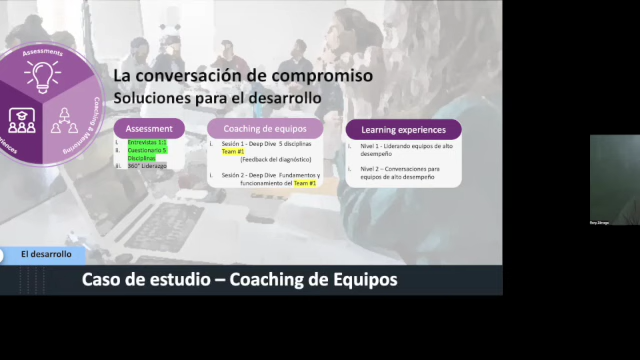 Assessments
Coaching & Mentoring
La conversación de compromiso
Soluciones para el desarrollo
Assessment
i. Entrevistas 1:1
II. Cuestionario 5
Disciplinas
iii. 360° Liderazgo
Coaching de equipos
i. Sesión 1 - Deep Dive 5 disciplinas
Team #1
(Feedback del diagnóstico)
i. Sesión 2 - Deep Dive Fundamentos y
funcionamiento del Team #1
Learning experiences
i. Nivel 1 - Liderando equipos de alto
desempeño
i. Nivel 2 – Conversaciones para
equipos de alto desempeño
El desarrollo
Caso de estudio – Coaching de Equipos